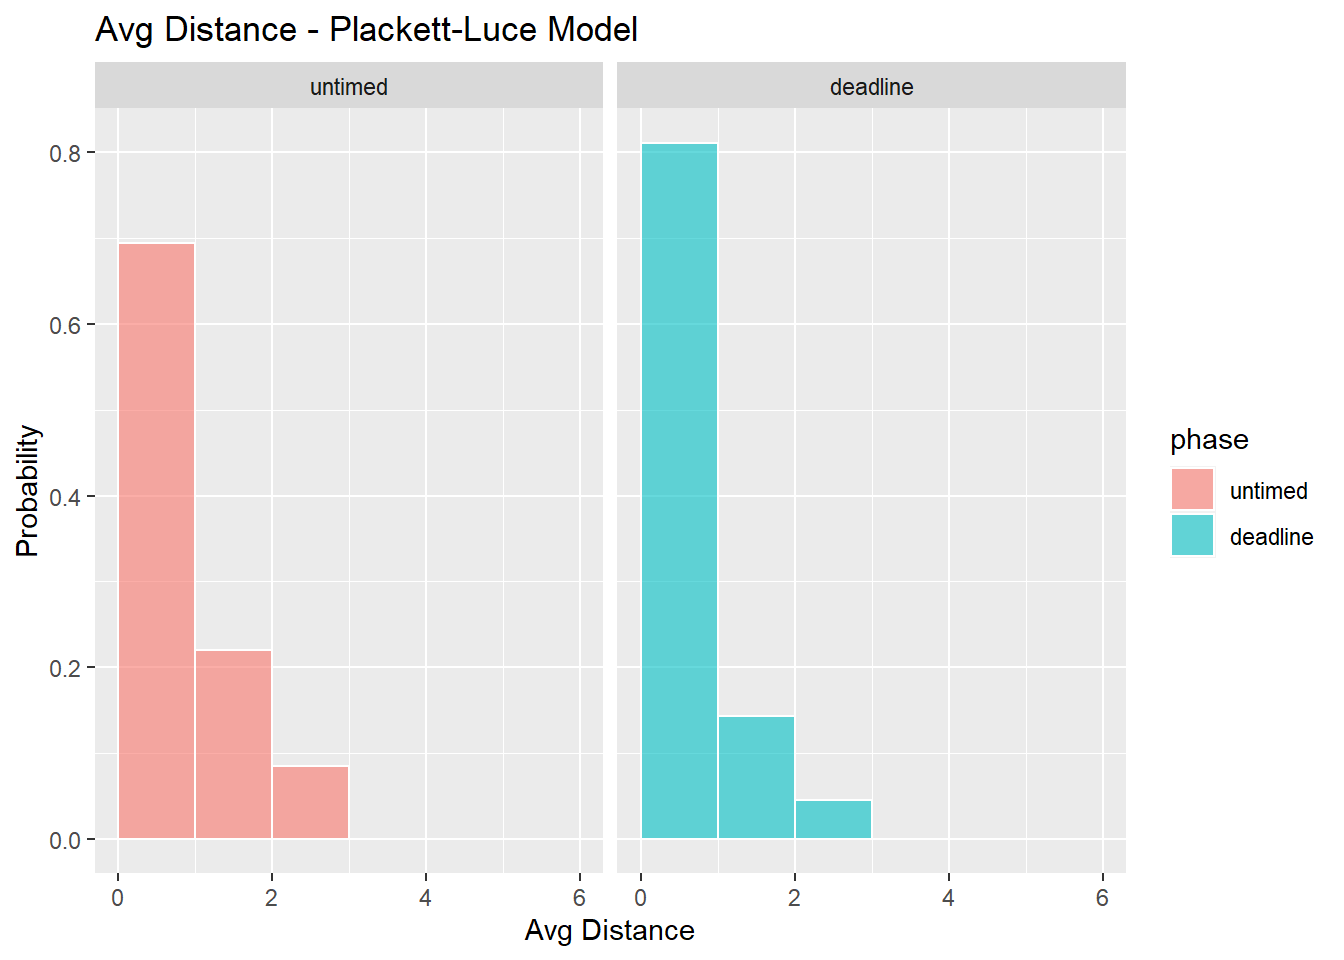 Avg Distance - Plackett-Luce Model
untimed
deadline
0.8
0.6
0.4
0.2
0.0
Probability
0 2 4 6
0 2 4 6
Avg Distance
phase
untimed
deadline